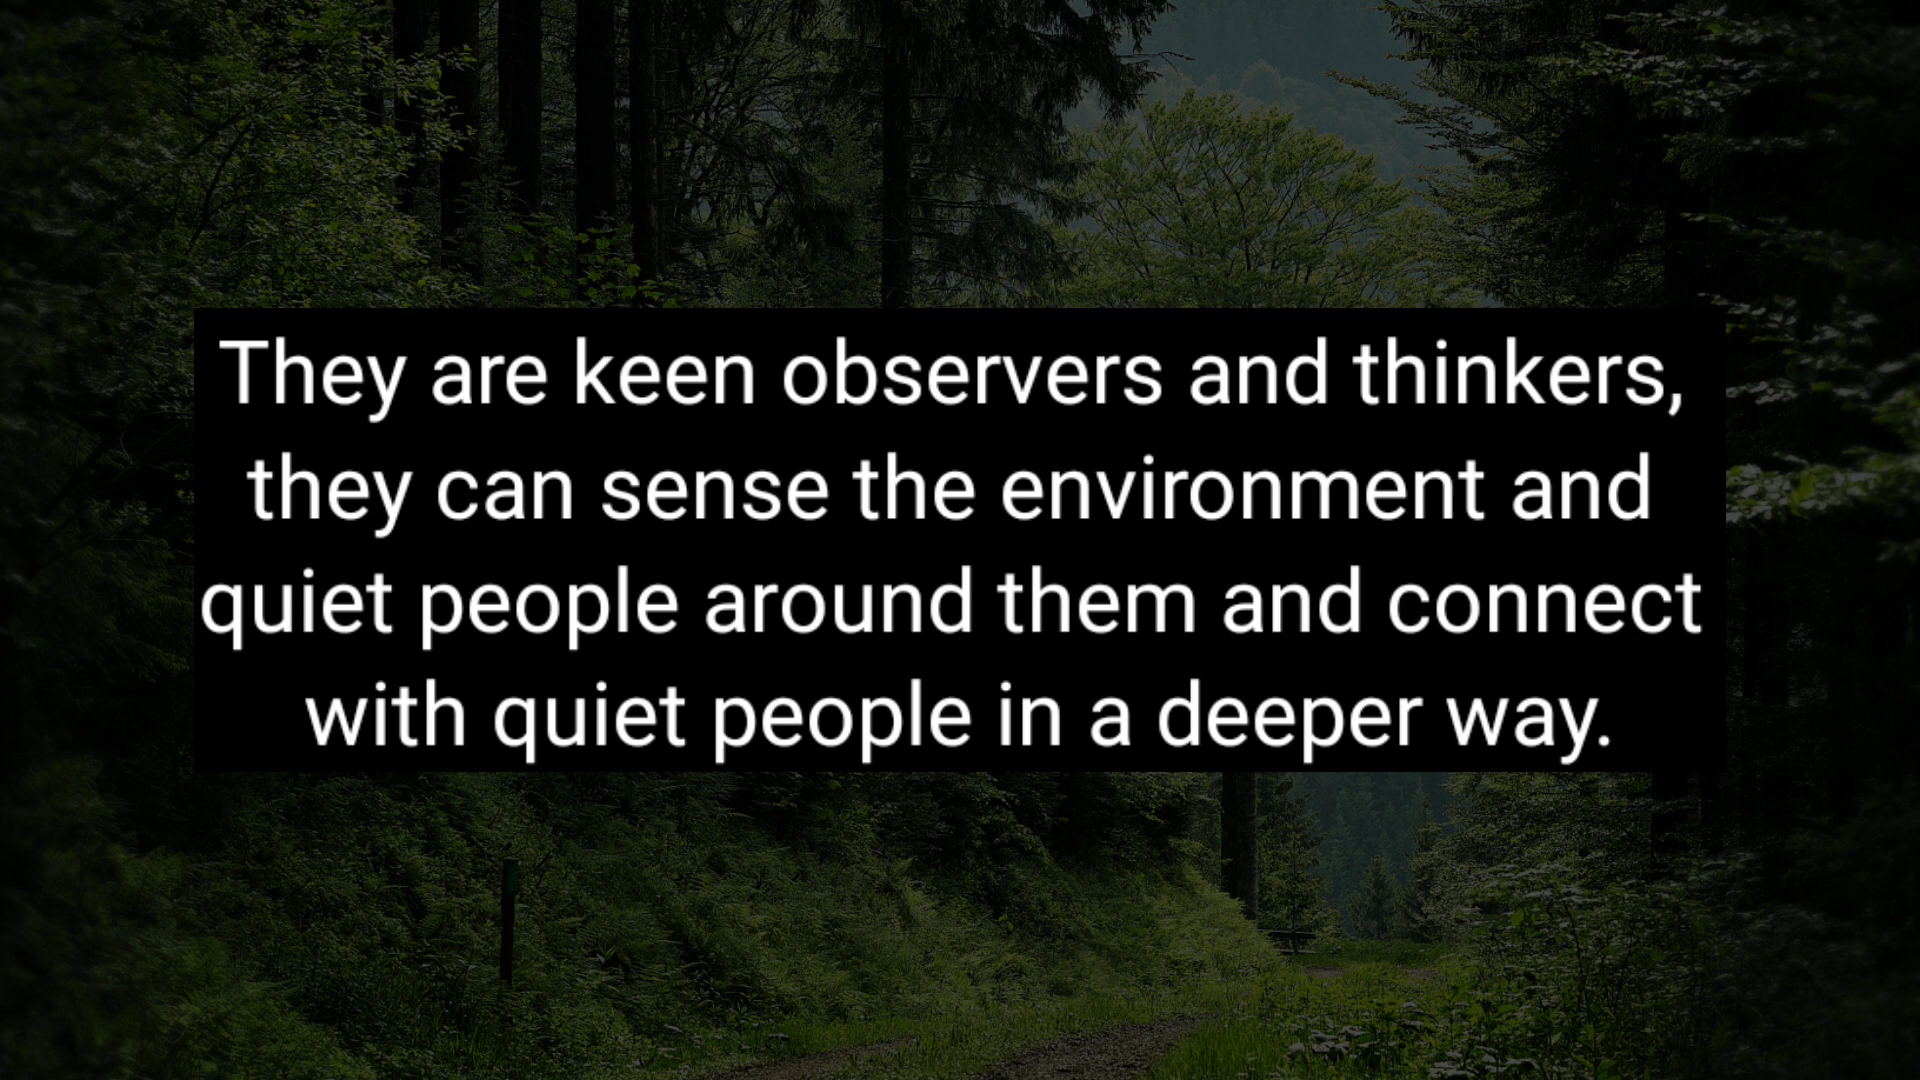 They are keen observers and thinkers,
they can sense the environment and
quiet people around them and connect
with quiet people in a deeper way.